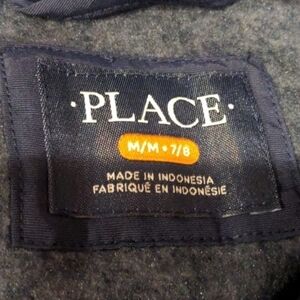 ·PLACE·
M/M • 7/8
MADE IN INDONESIA
FABRIQUÉ EN INDONÉSIE